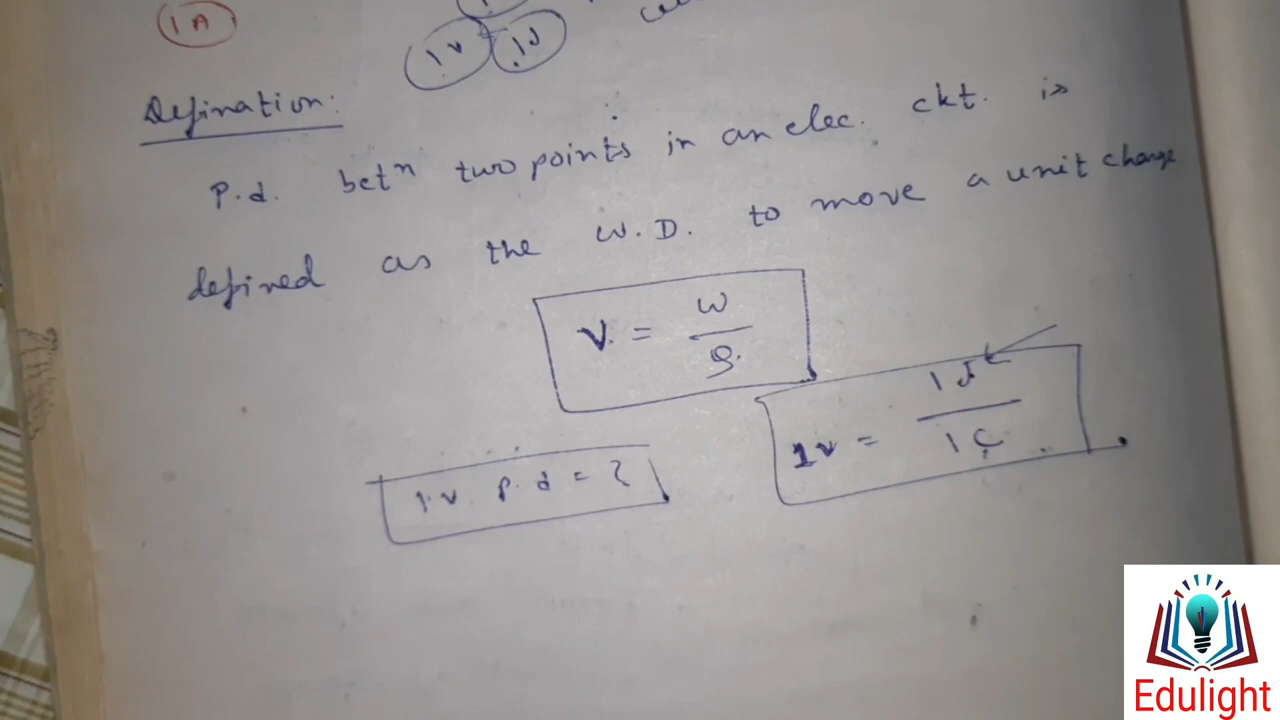 1A
1v 1J
Defination:
P.d. betn two points in an elec. ckt. is
defined as the W.D. to move a unit charge
V = W/Q
1v = 1J/1C
1.v p.d = ?
Edulight